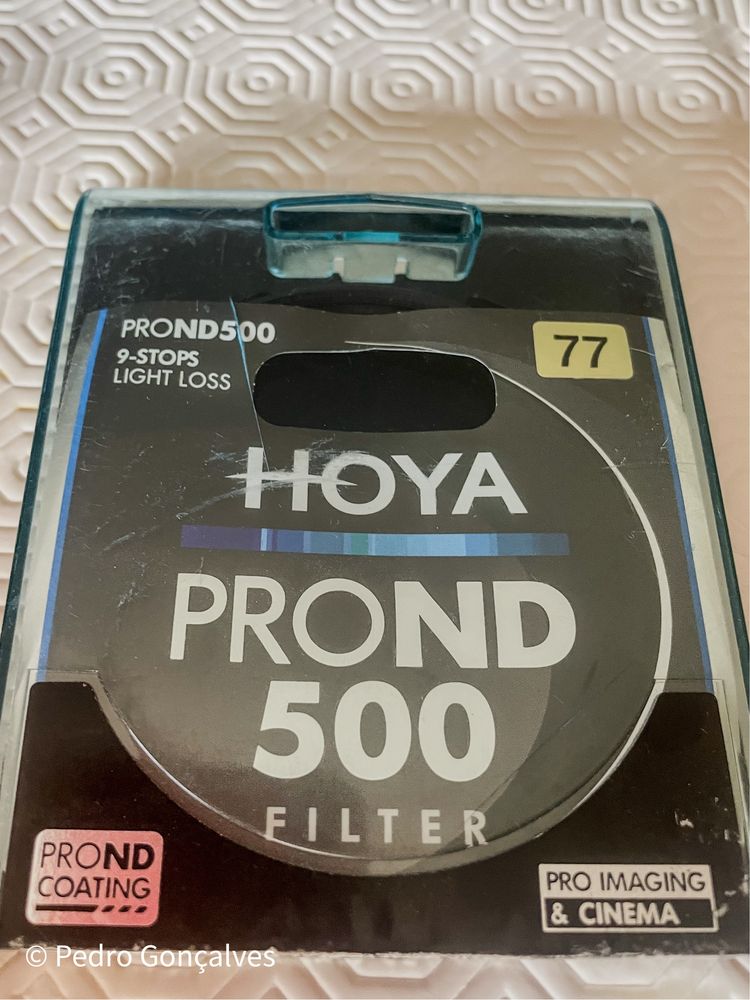 PROND500
9-STOPS
LIGHT LOSS
77
HOYA
PROND
500
FILTER
PROND
COATING
PRO IMAGING
& CINEMA
© Pedro Gonçalves